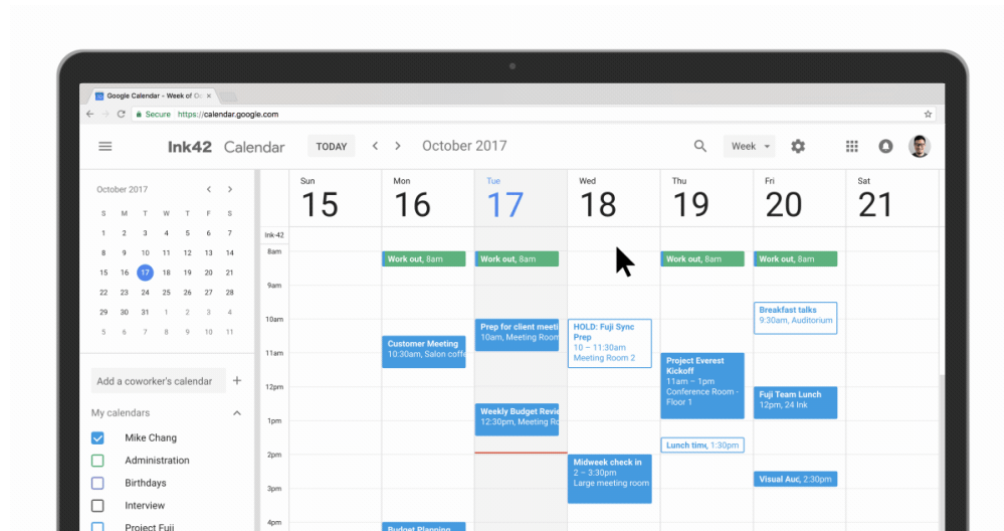 Google Calendar - Week of Oc
Secure https://calendar.google.com
Ink42 Calendar TODAY October 2017 Week
October 2017
S M T W T F S
1 2 3 4 5 6 7
8 9 10 11 12 13 14
15 16 17 18 19 20 21
22 23 24 25 26 27 28
29 30 31 1 2 3 4
5 6 7 8 9 10 11
Add a coworker's calendar +
My calendars
Mike Chang
Administration
Birthdays
Interview
Project Fuji
Sun Mon Tue Wed Thu Fri Sat
15 16 17 18 19 20 21
Ink-42
8am
9am
10am
11am
12pm
1pm
2pm
3pm
4pm
Work out, 8am
Customer Meeting
10:30am, Salon coffe
Budget Planning
Work out, 8am
Prep for client meeti
10am, Meeting Room
Weekly Budget Revie
12:30pm, Meeting Ro
HOLD: Fuji Sync
Prep
10 – 11:30am
Meeting Room 2
Midweek check in
2 – 3:30pm
Large meeting room
Work out, 8am
Project Everest
Kickoff
11am – 1pm
Conference Room -
Floor 1
Lunch time, 1:30pm
Work out, 8am
Breakfast talks
9:30am, Auditorium
Fuji Team Lunch
12pm, 24 Ink
Visual Auc, 2:30pm